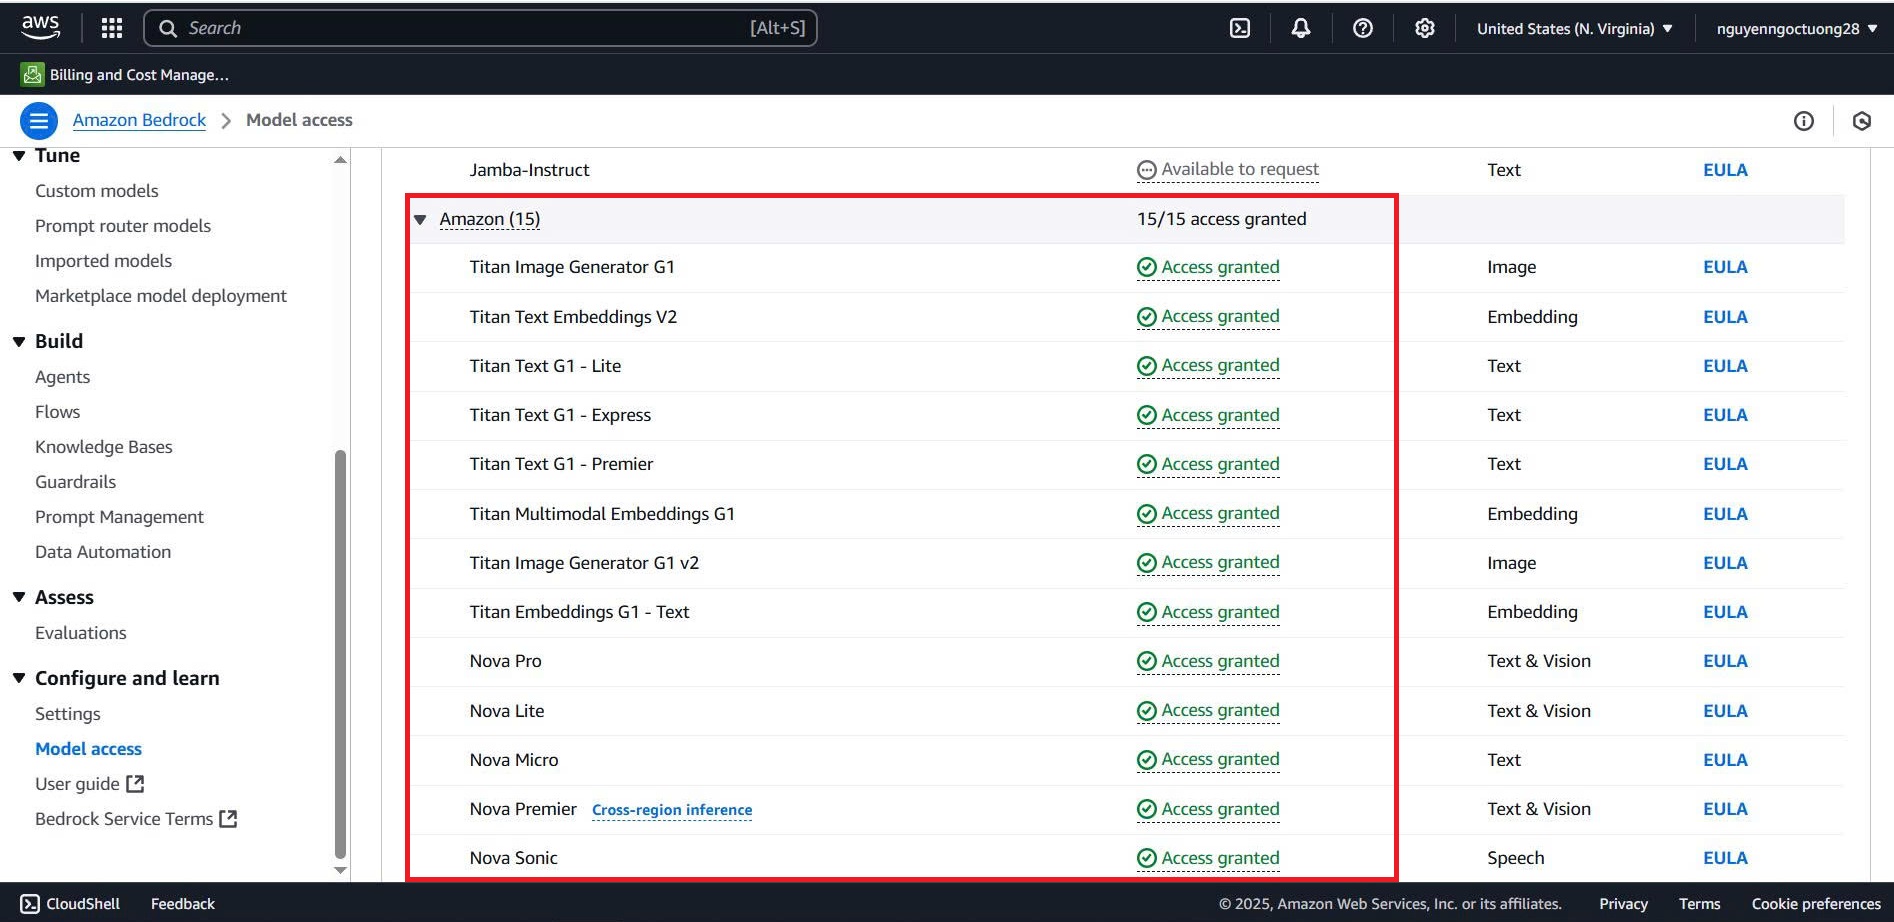 aws
Search [Alt+S]
United States (N. Virginia)
nguyenngoctuong28
Billing and Cost Manage...
Amazon Bedrock
Model access
Tune
Custom models
Prompt router models
Imported models
Marketplace model deployment
Build
Agents
Flows
Knowledge Bases
Guardrails
Prompt Management
Data Automation
Assess
Evaluations
Configure and learn
Settings
Model access
User guide
Bedrock Service Terms
Jamba-Instruct Available to request Text EULA
Amazon (15) 15/15 access granted
Titan Image Generator G1 Access granted Image EULA
Titan Text Embeddings V2 Access granted Embedding EULA
Titan Text G1 - Lite Access granted Text EULA
Titan Text G1 - Express Access granted Text EULA
Titan Text G1 - Premier Access granted Text EULA
Titan Multimodal Embeddings G1 Access granted Embedding EULA
Titan Image Generator G1 v2 Access granted Image EULA
Titan Embeddings G1 - Text Access granted Embedding EULA
Nova Pro Access granted Text & Vision EULA
Nova Lite Access granted Text & Vision EULA
Nova Micro Access granted Text EULA
Nova Premier Cross-region inference Access granted Text & Vision EULA
Nova Sonic Access granted Speech EULA
CloudShell Feedback © 2025, Amazon Web Services, Inc. or its affiliates. Privacy Terms Cookie preferences